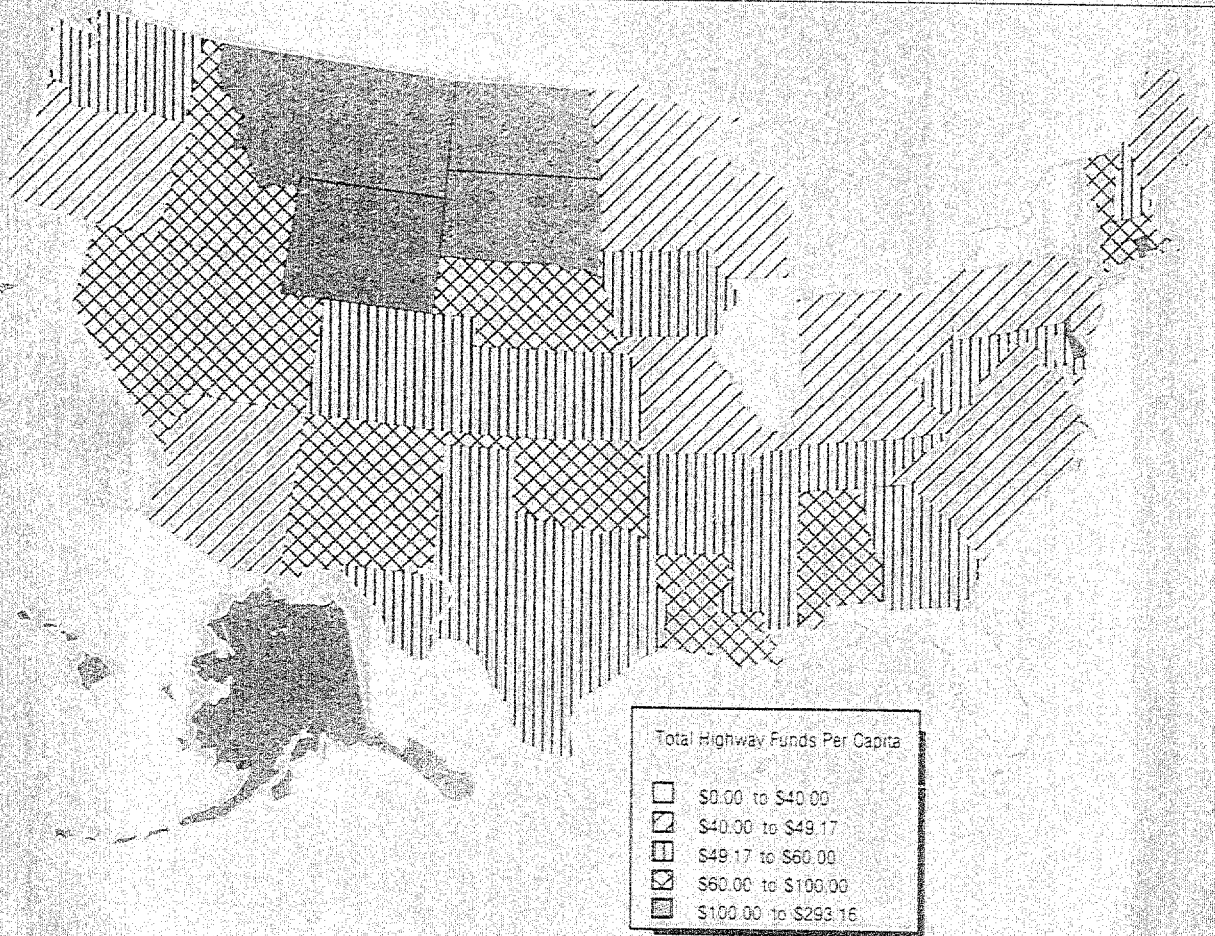 Total Highway Funds Per Capita
$0.00 to $40.00
$40.00 to $49.17
$49.17 to $60.00
$60.00 to $100.00
$100.00 to $293.16